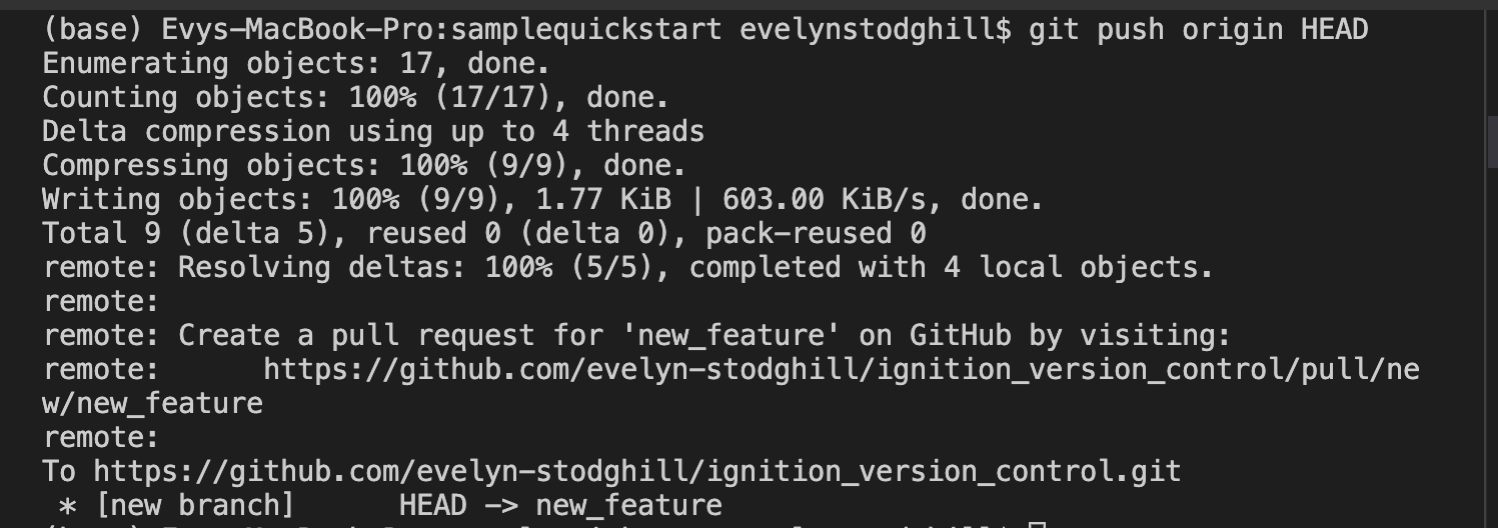 (base) Evys-MacBook-Pro:samplequickstart evelynstodghill$ git push origin HEAD
Enumerating objects: 17, done.
Counting objects: 100% (17/17), done.
Delta compression using up to 4 threads
Compressing objects: 100% (9/9), done.
Writing objects: 100% (9/9), 1.77 KiB | 603.00 KiB/s, done.
Total 9 (delta 5), reused 0 (delta 0), pack-reused 0
remote: Resolving deltas: 100% (5/5), completed with 4 local objects.
remote:
remote: Create a pull request for 'new_feature' on GitHub by visiting:
remote:      https://github.com/evelyn-stodghill/ignition_version_control/pull/ne
w/new_feature
remote:
To https://github.com/evelyn-stodghill/ignition_version_control.git
 * [new branch]      HEAD -> new_feature